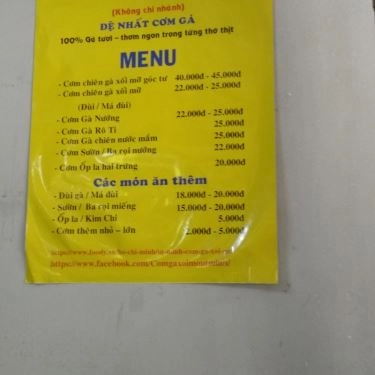 (Không chi nhánh)
ĐỆ NHẤT CƠM GÀ
100% Gà tươi - thơm ngon trong từng thớ thịt
MENU
- Cơm chiên gà xối mỡ góc tư 40.000đ - 45.000đ
- Cơm chiên gà xối mỡ 22.000đ - 25.000đ
(Đùi / Má đùi)
- Cơm Gà Nướng 22.000đ - 25.000đ
- Cơm Gà Rô Ti 25.000đ
- Cơm Gà chiên nước mắm 25.000đ
- Cơm Sườn / Ba rọi nướng 22.000đ
- Cơm Ốp la hai trứng 20.000đ
Các món ăn thêm
- Đùi gà / Má đùi 18.000đ - 20.000đ
- Sườn / Ba rọi miếng 15.000đ - 20.000đ
- Ốp la / Kim Chi 5.000đ
- Cơm thêm nhỏ - lớn 2.000đ - 5.000đ